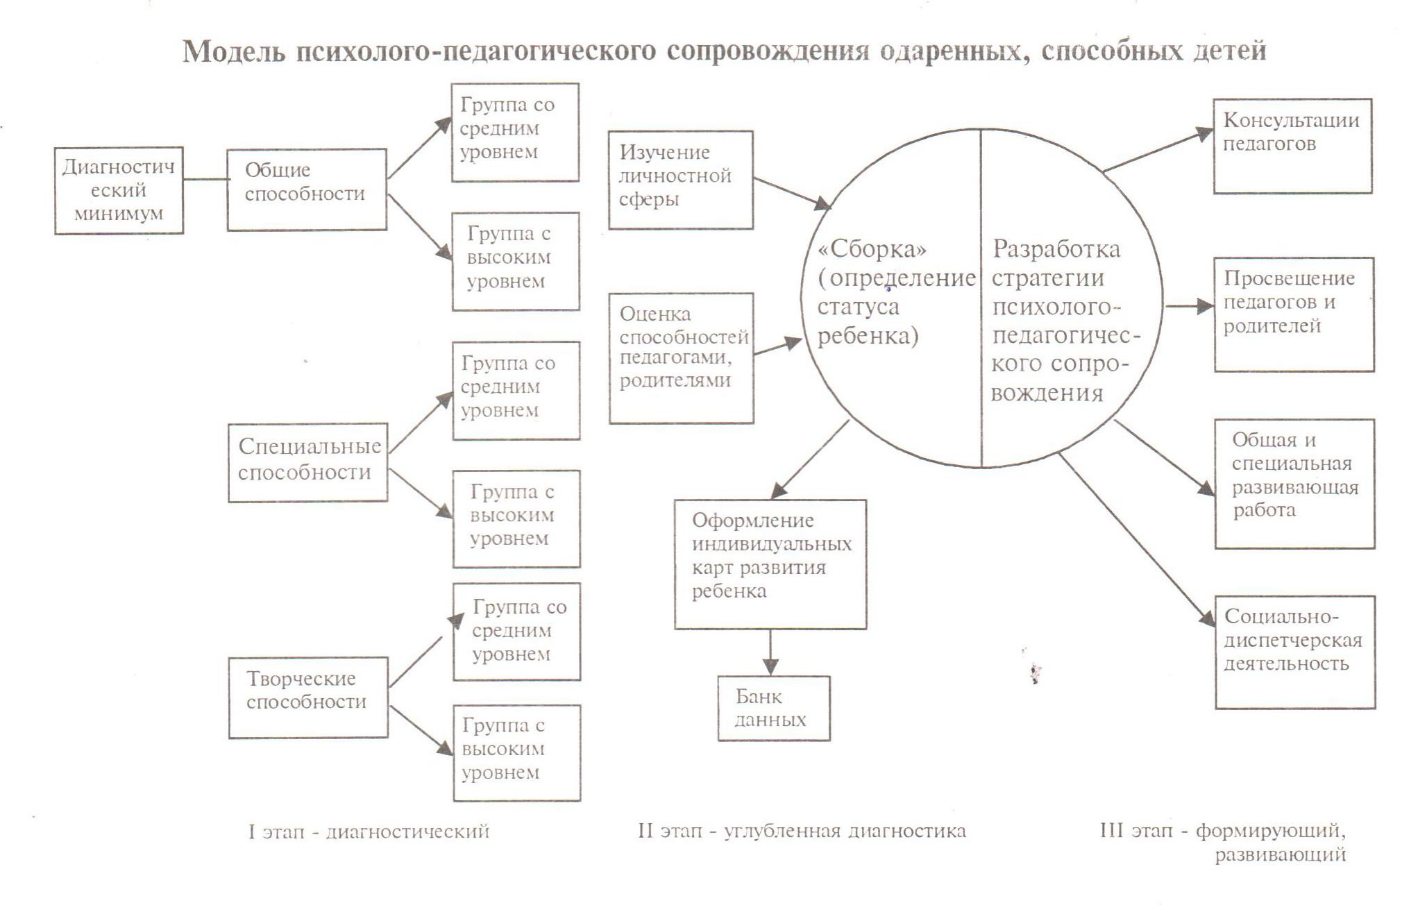 Модель психолого-педагогического сопровождения одаренных, способных детей
Диагностич
еский
минимум
Общие
способности
Группа со
средним
уровнем
Группа с
высоким
уровнем
Специальные
способности
Группа со
средним
уровнем
Группа с
высоким
уровнем
Творческие
способности
Группа со
средним
уровнем
Группа с
высоким
уровнем
I этап - диагностический
Изучение
личностной
сферы
Оценка
способностей
педагогами,
родителями
«Сборка»
(определение
статуса
ребенка)
Разработка
стратегии
психолого-
педагогичес-
кого сопро-
вождения
Оформление
индивидуальных
карт развития
ребенка
Банк
данных
II этап - углубленная диагностика
Консультации
педагогов
Просвещение
педагогов и
родителей
Общая и
специальная
развивающая
работа
Социально-
диспетчерская
деятельность
III этап - формирующий,
развивающий